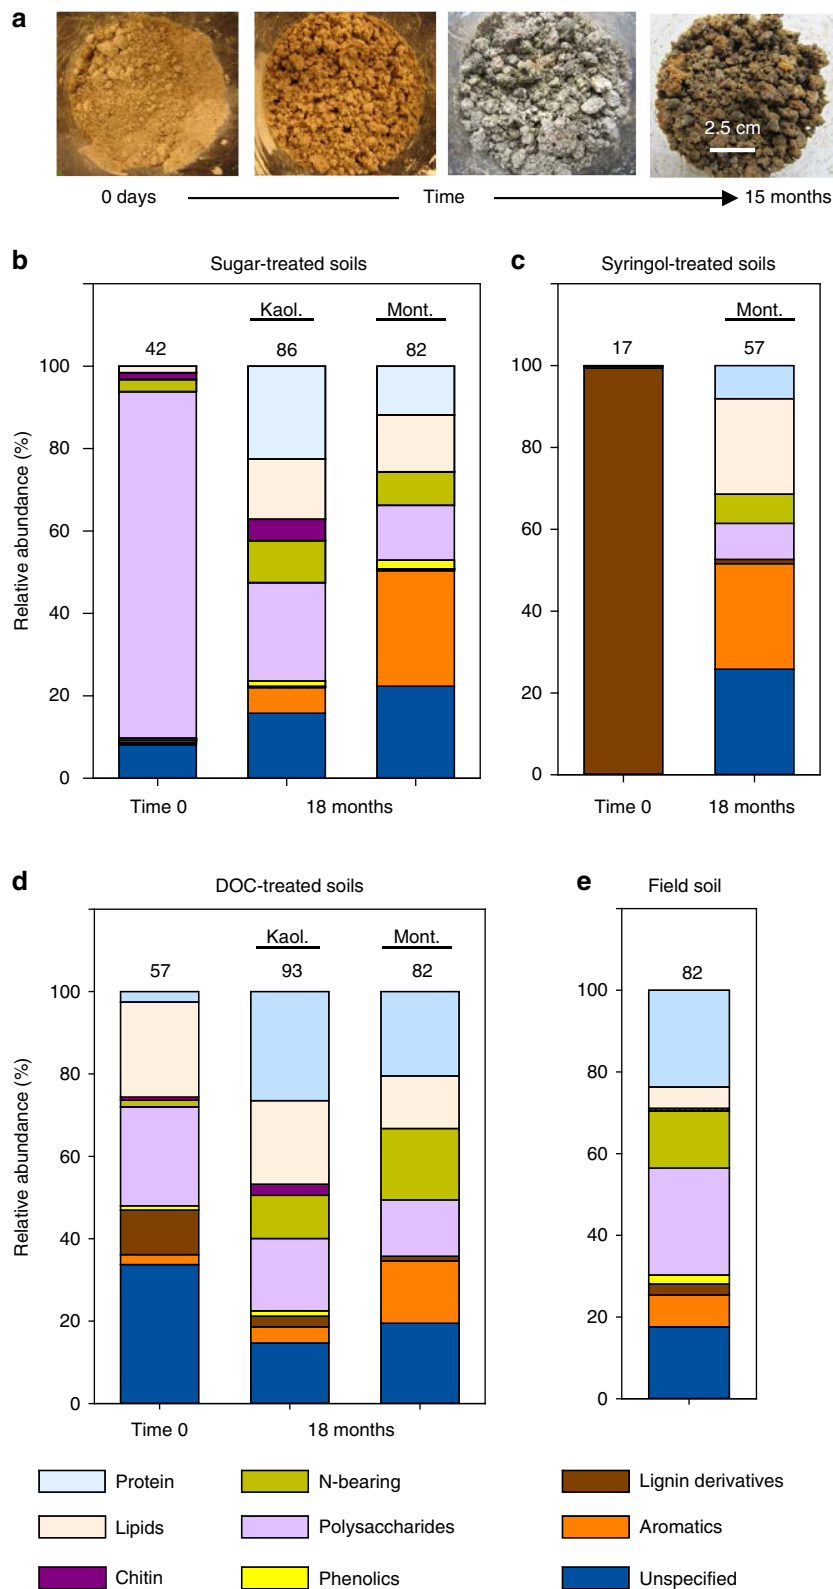 a
2.5 cm
0 days Time 15 months
b
Sugar-treated soils
Kaol. Mont.
42 86 82
100
80
60
40
20
0
Relative abundance (%)
Time 0 18 months
c
Syringol-treated soils
Mont.
17 57
100
80
60
40
20
0
Time 0 18 months
d
DOC-treated soils
Kaol. Mont.
57 93 82
100
80
60
40
20
0
Relative abundance (%)
Time 0 18 months
e
Field soil
82
100
80
60
40
20
0
Protein N-bearing Lignin derivatives
Lipids Polysaccharides Aromatics
Chitin Phenolics Unspecified